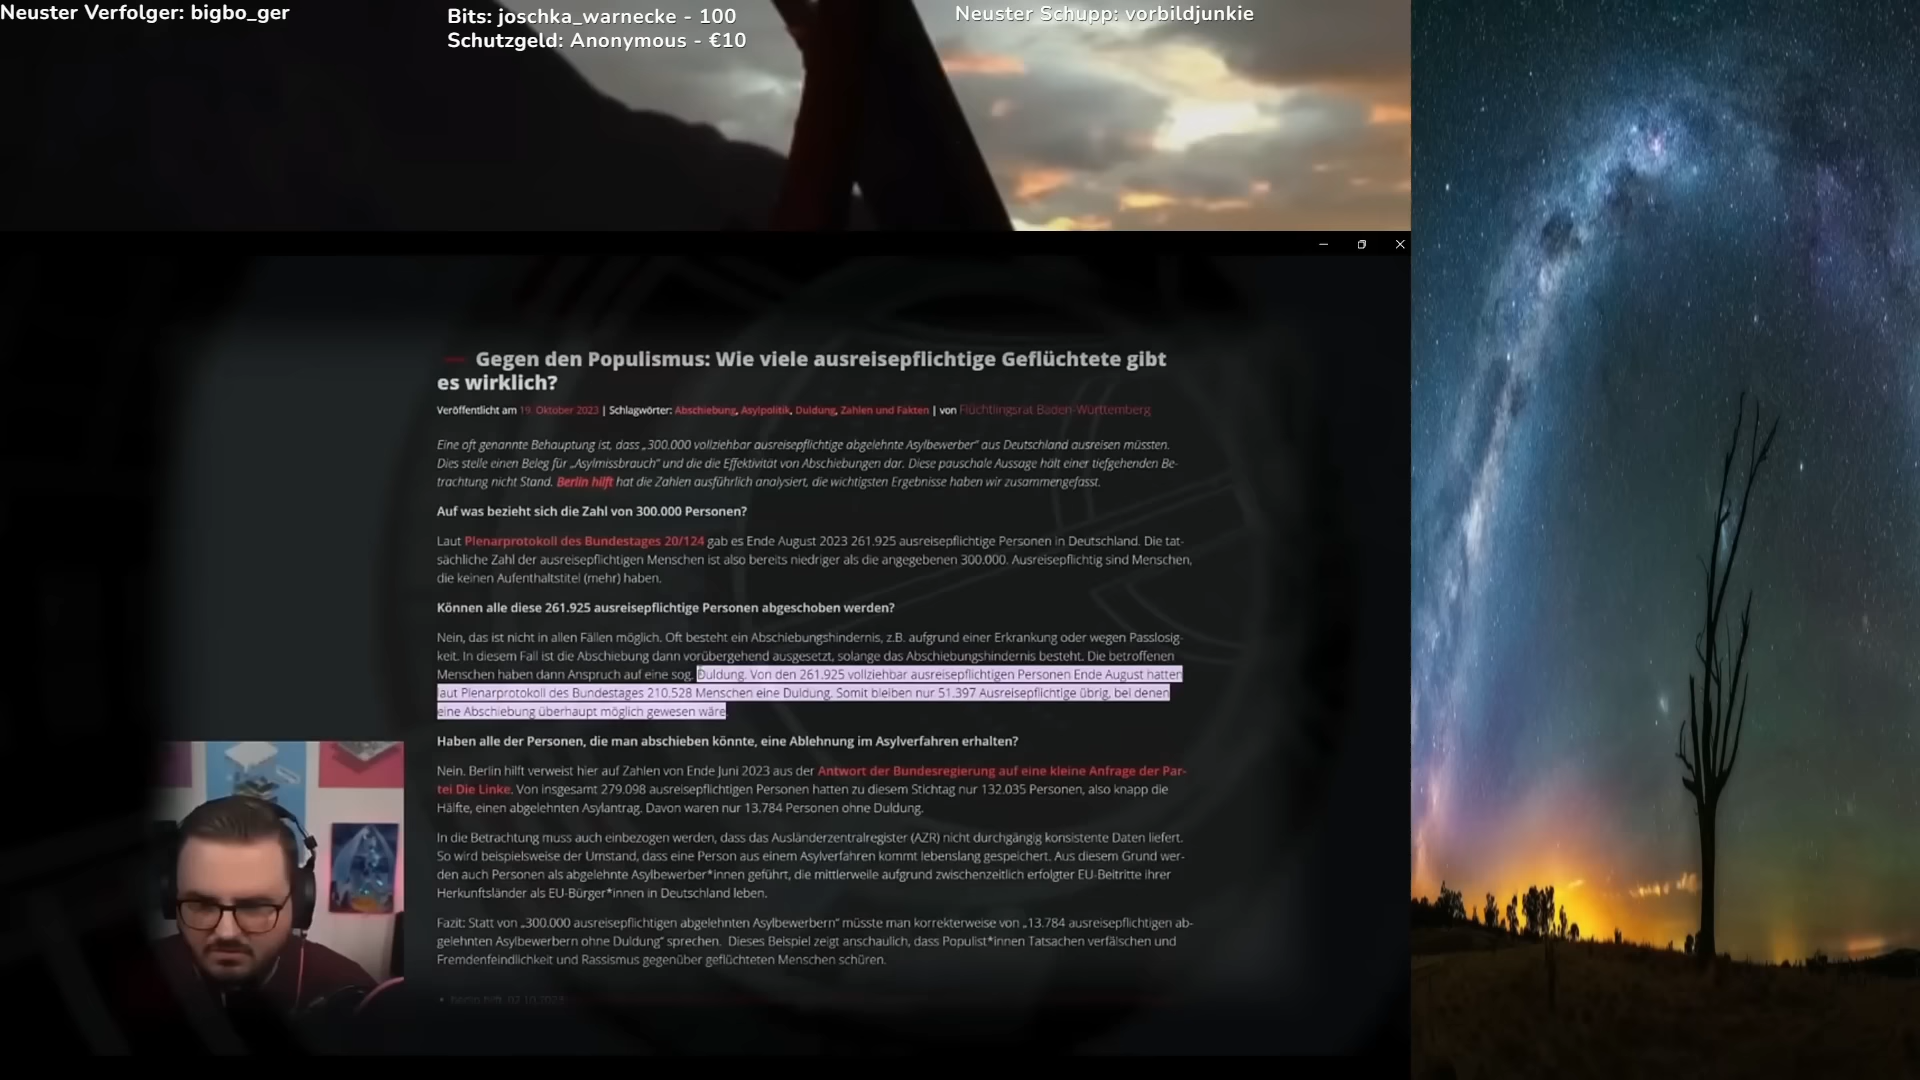 Neuster Verfolger: bigbo_ger
Bits: joschka_warnecke - 100
Schutzgeld: Anonymous - €10
Neuster Schupp: vorbildjunkie
Gegen den Populismus: Wie viele ausreisepflichtige Geflüchtete gibt
es wirklich?
Veröffentlicht am 19. Oktober 2023 | Schlagwörter: Abschiebung, Asylpolitik, Duldung, Zahlen und Fakten | von Flüchtlingsrat Baden-Württemberg
Eine oft genannte Behauptung ist, dass „300.000 vollziehbar ausreisepflichtige abgelehnte Asylbewerber“ aus Deutschland ausreisen müssten.
Dies stelle einen Beleg für „Asylmissbrauch“ und die die Effektivität von Abschiebungen dar. Diese pauschale Aussage hält einer tiefgehenden Be-
trachtung nicht Stand. Berlin hilft hat die Zahlen ausführlich analysiert, die wichtigsten Ergebnisse haben wir zusammengefasst.
Auf was bezieht sich die Zahl von 300.000 Personen?
Laut Plenarprotokoll des Bundestages 20/124 gab es Ende August 2023 261.925 ausreisepflichtige Personen in Deutschland. Die tat-
sächliche Zahl der ausreisepflichtigen Menschen ist also bereits niedriger als die angegebenen 300.000. Ausreisepflichtig sind Menschen,
die keinen Aufenthaltstitel (mehr) haben.
Können alle diese 261.925 ausreisepflichtige Personen abgeschoben werden?
Nein, das ist nicht in allen Fällen möglich. Oft besteht ein Abschiebungshindernis, z.B. aufgrund einer Erkrankung oder wegen Passlosig-
keit. In diesem Fall ist die Abschiebung dann vorübergehend ausgesetzt, solange das Abschiebungshindernis besteht. Die betroffenen
Menschen haben dann Anspruch auf eine sog. Duldung. Von den 261.925 vollziehbar ausreisepflichtigen Personen Ende August hatten
laut Plenarprotokoll des Bundestages 210.528 Menschen eine Duldung. Somit bleiben nur 51.397 Ausreisepflichtige übrig, bei denen
eine Abschiebung überhaupt möglich gewesen wäre.
Haben alle der Personen, die man abschieben könnte, eine Ablehnung im Asylverfahren erhalten?
Nein. Berlin hilft verweist hier auf Zahlen von Ende Juni 2023 aus der Antwort der Bundesregierung auf eine kleine Anfrage der Par-
tei Die Linke. Von insgesamt 279.098 ausreisepflichtigen Personen hatten zu diesem Stichtag nur 132.035 Personen, also knapp die
Hälfte, einen abgelehnten Asylantrag. Davon waren nur 13.784 Personen ohne Duldung.
In die Betrachtung muss auch einbezogen werden, dass das Ausländerzentralregister (AZR) nicht durchgängig konsistente Daten liefert.
So wird beispielsweise der Umstand, dass eine Person aus einem Asylverfahren kommt lebenslang gespeichert. Aus diesem Grund wer-
den auch Personen als abgelehnte Asylbewerber*innen geführt, die mittlerweile aufgrund zwischenzeitlich erfolgter EU-Beitritte ihrer
Herkunftsländer als EU-Bürger*innen in Deutschland leben.
Fazit: Statt von „300.000 ausreisepflichtigen abgelehnten Asylbewerbern“ müsste man korrekterweise von „13.784 ausreisepflichtigen ab-
gelehnten Asylbewerbern ohne Duldung“ sprechen. Dieses Beispiel zeigt anschaulich, dass Populist*innen Tatsachen verfälschen und
Fremdenfeindlichkeit und Rassismus gegenüber geflüchteten Menschen schüren.
• berlin hilft, 02.10.2023